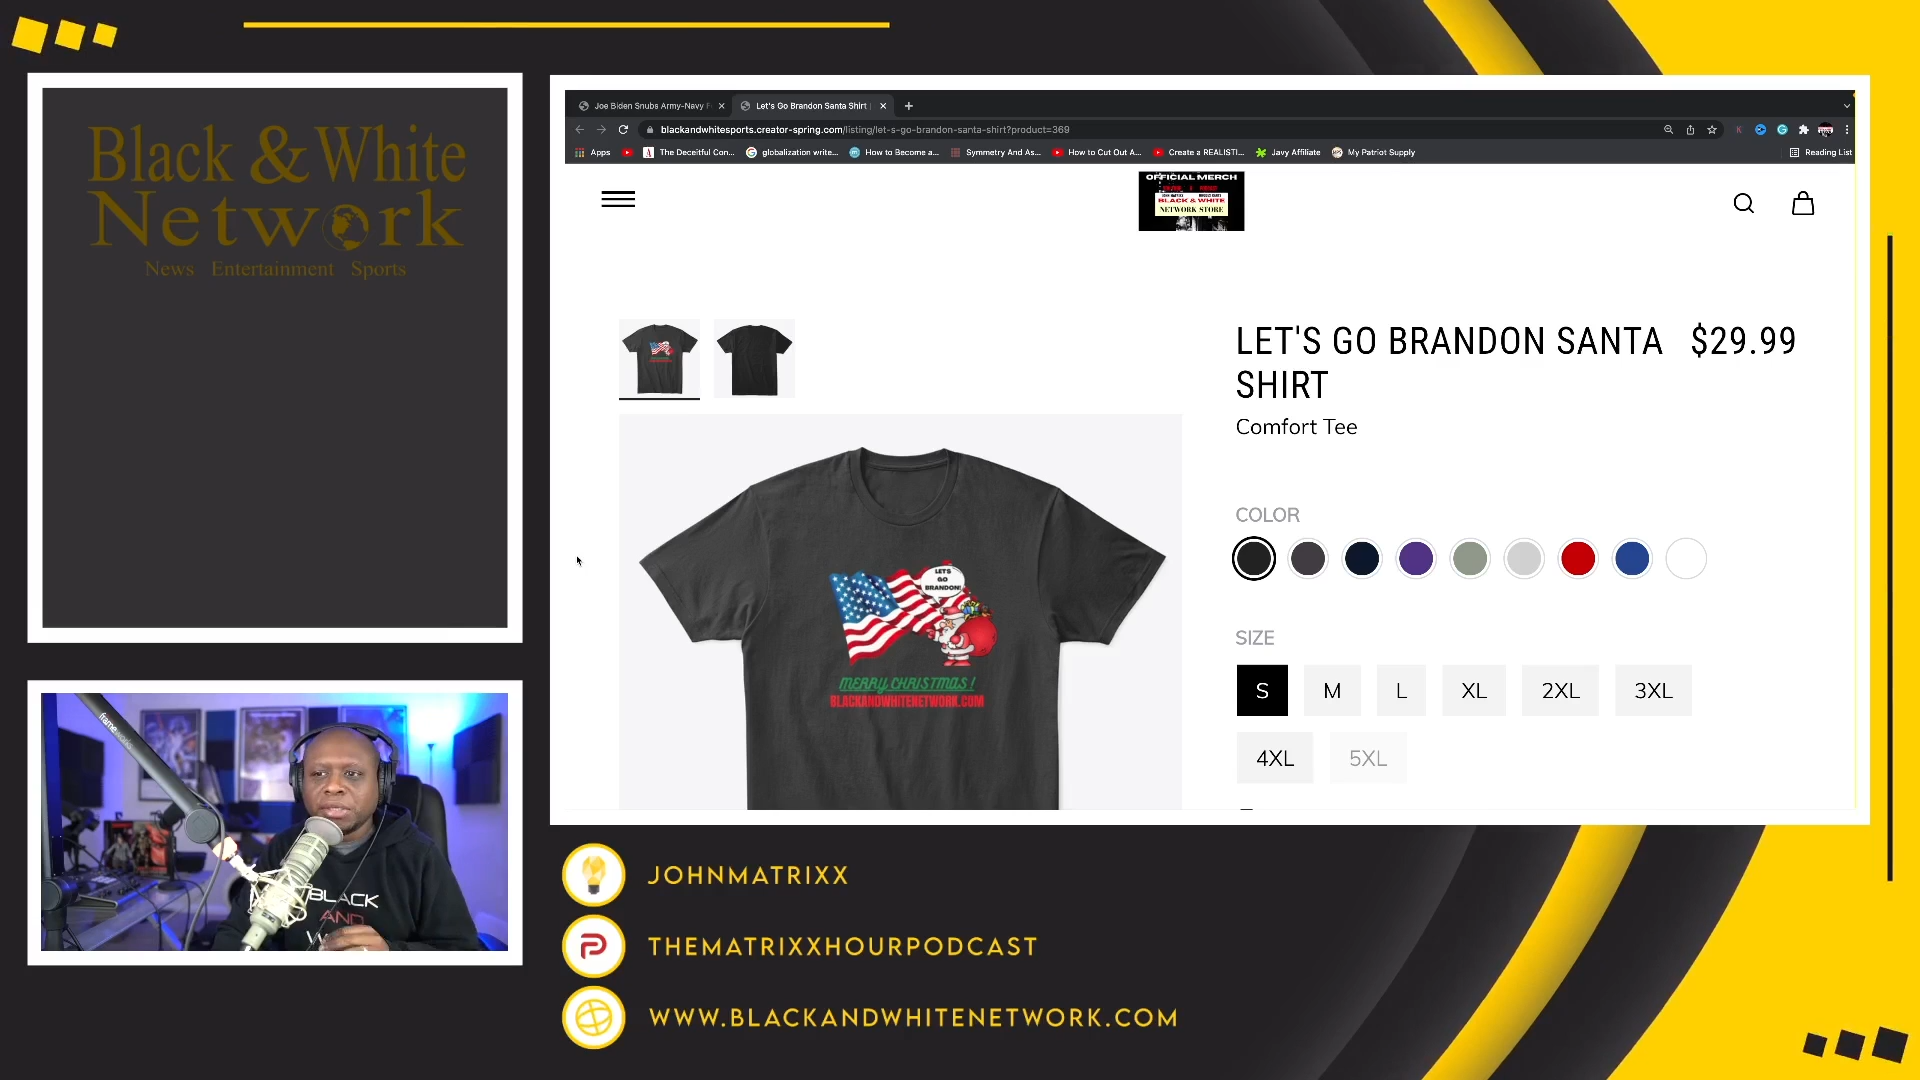 Black & White
Network
News Entertainment Sports
Joe Biden Snubs Army-Navy F
Let's Go Brandon Santa Shirt |
blackandwhitesports.creator-spring.com/listing/let-s-go-brandon-santa-shirt?product=369
Apps
The Deceitful Con...
globalization write...
How to Become a...
Symmetry And As...
How to Cut Out A...
Create a REALISTI...
Javy Affiliate
My Patriot Supply
Reading List
OFFICIAL MERCH
BLACK & WHITE
NETWORK STORE
LET'S GO BRANDON SANTA
SHIRT
$29.99
Comfort Tee
COLOR
SIZE
S M L XL 2XL 3XL
4XL 5XL
LET'S
GO
BRANDON!
MERRY CHRISTMAS !
BLACKANDWHITENETWORK.COM
frameworks
BLACK
AND
JOHNMATRIXX
THEMATRIXXHOURPODCAST
WWW.BLACKANDWHITENETWORK.COM